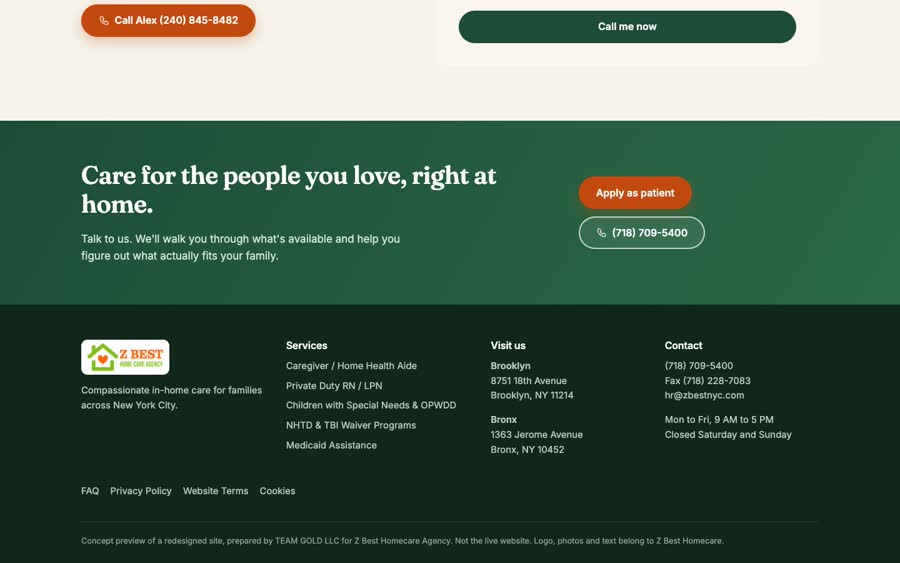 Call Alex (240) 845-8482
Call me now
Care for the people you love, right at
home.
Talk to us. We'll walk you through what's available and help you
figure out what actually fits your family.
Apply as patient
(718) 709-5400
Z BEST
HOME CARE AGENCY
Compassionate in-home care for families
across New York City.
Services
Caregiver / Home Health Aide
Private Duty RN / LPN
Children with Special Needs & OPWDD
NHTD & TBI Waiver Programs
Medicaid Assistance
Visit us
Brooklyn
8751 18th Avenue
Brooklyn, NY 11214
Bronx
1363 Jerome Avenue
Bronx, NY 10452
Contact
(718) 709-5400
Fax (718) 228-7083
hr@zbestnyc.com
Mon to Fri, 9 AM to 5 PM
Closed Saturday and Sunday
FAQ Privacy Policy Website Terms Cookies
Concept preview of a redesigned site, prepared by TEAM GOLD LLC for Z Best Homecare Agency. Not the live website. Logo, photos and text belong to Z Best Homecare.